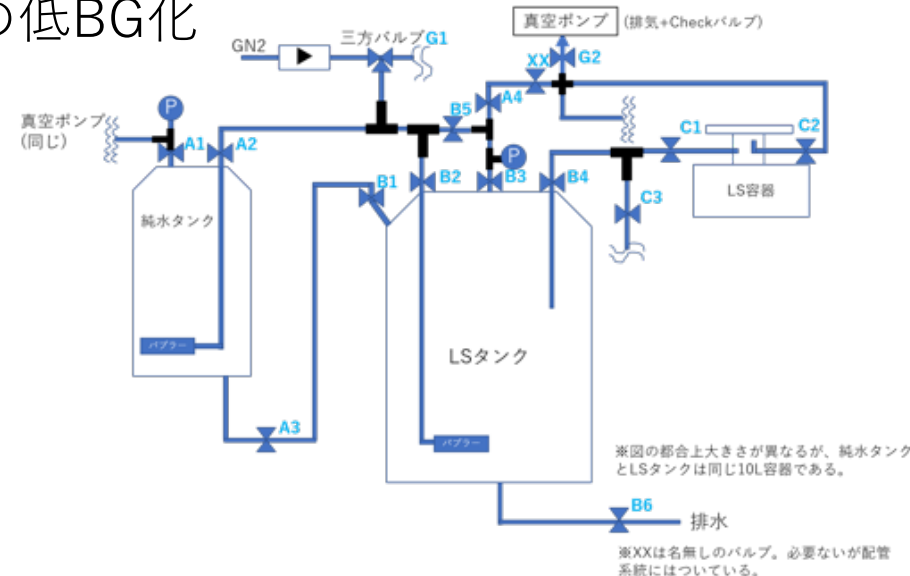 の低BG化
真空ポンプ (排気+Checkバルブ)
GN2
三方バルブG1
XX
G2
真空ポンプ
(同じ)
P
A1
A2
B5
A4
P
C1
C2
B1
B2
B3
B4
LS容器
C3
純水タンク
バブラー
LSタンク
A3
バブラー
※図の都合上大きさが異なるが、純水タンク
とLSタンクは同じ10L容器である。
B6
排水
※XXは名無しのバルブ。必要ないが配管
系統にはついている。